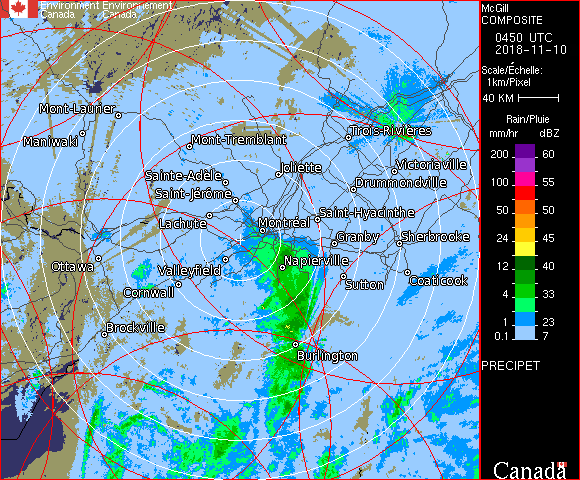 Environment Environnement
Canada Canada
McGill
COMPOSITE
0450 UTC
2018-11-10
Scale/Échelle:
1km/Pixel
40 KM
Rain/Pluie
mm/hr dBZ
200 60
100 55
50 50
24 45
12 40
4 33
1 23
0.1 7
PRECIPET
Canada
Mont-Laurier
Maniwaki
Mont-Tremblant
Trois-Rivières
Joliette
Victoriaville
Sainte-Adèle
Drummondville
Saint-Jérôme
Lachute
Saint-Hyacinthe
Montréal
Granby
Sherbrooke
Ottawa
Valleyfield
Napierville
Cornwall
Sutton
Coaticook
Brockville
Burlington